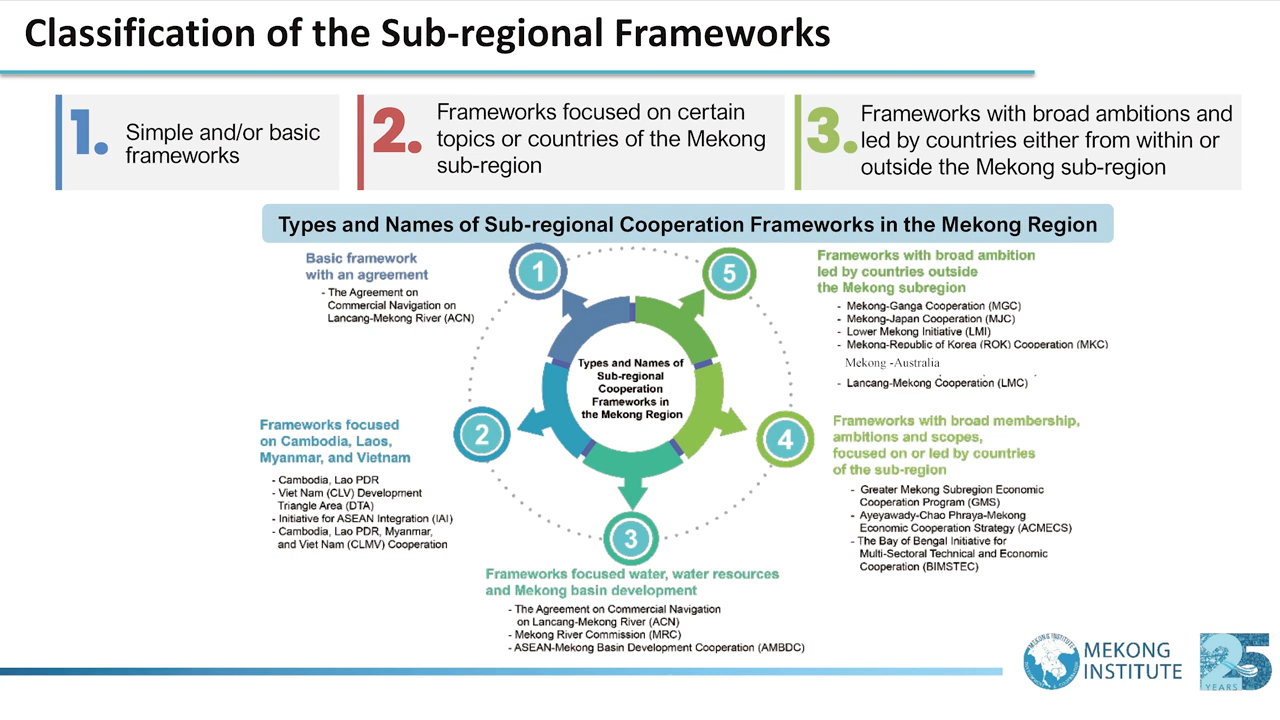 Classification of the Sub-regional Frameworks
1.
Simple and/or basic
frameworks
2.
Frameworks focused on certain
topics or countries of the Mekong
sub-region
3.
Frameworks with broad ambitions and
led by countries either from within or
outside the Mekong sub-region
Types and Names of Sub-regional Cooperation Frameworks in the Mekong Region
1
Basic framework
with an agreement
- The Agreement on
Commercial Navigation on
Lancang-Mekong River (ACN)
5
Frameworks with broad ambition
led by countries outside
the Mekong subregion
- Mekong-Ganga Cooperation (MGC)
- Mekong-Japan Cooperation (MJC)
- Lower Mekong Initiative (LMI)
- Mekong-Republic of Korea (ROK) Cooperation (MKC)
Mekong -Australia
- Lancang-Mekong Cooperation (LMC)
Types and Names of
Sub-regional
Cooperation
Frameworks in
the Mekong Region
2
Frameworks focused
on Cambodia, Laos,
Myanmar, and Vietnam
- Cambodia, Lao PDR
- Viet Nam (CLV) Development
Triangle Area (DTA)
- Initiative for ASEAN Integration (IAI)
- Cambodia, Lao PDR, Myanmar,
and Viet Nam (CLMV) Cooperation
4
Frameworks with broad membership,
ambitions and scopes,
focused on or led by countries
of the sub-region
- Greater Mekong Subregion Economic
Cooperation Program (GMS)
- Ayeyawady-Chao Phraya-Mekong
Economic Cooperation Strategy (ACMECS)
- The Bay of Bengal Initiative for
Multi-Sectoral Technical and Economic
Cooperation (BIMSTEC)
3
Frameworks focused water, water resources
and Mekong basin development
- The Agreement on Commercial Navigation
on Lancang-Mekong River (ACN)
- Mekong River Commission (MRC)
- ASEAN-Mekong Basin Development Cooperation (AMBDC)
MEKONG INSTITUTE
MEKONG
INSTITUTE
25
YEARS